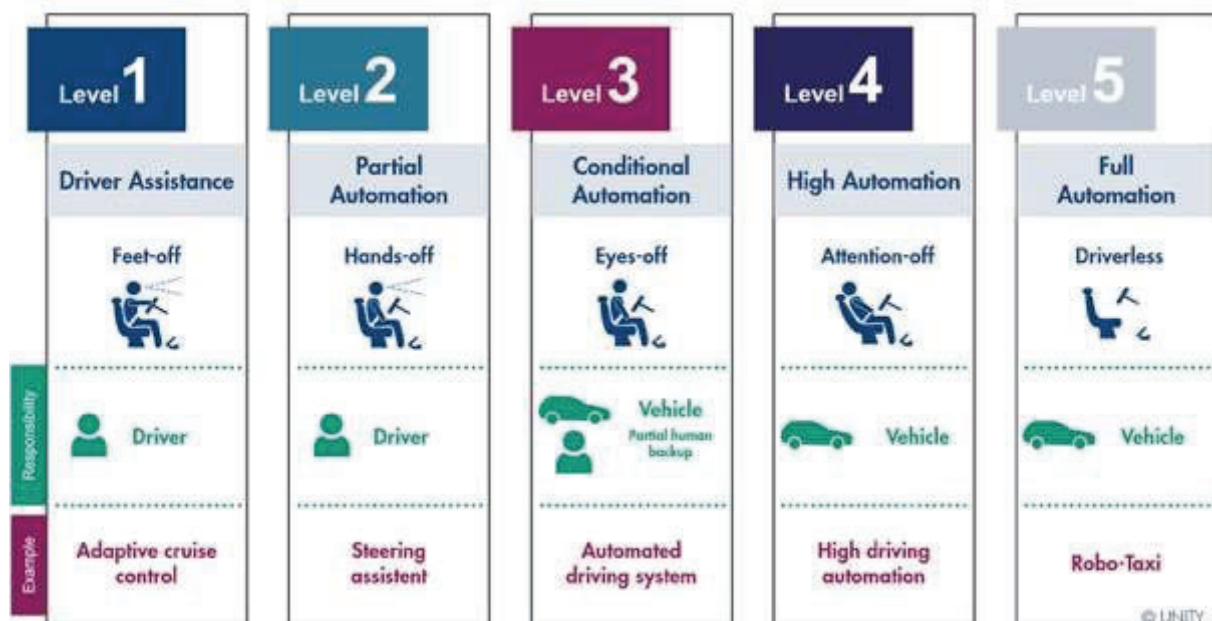 Level 1
Level 2
Level 3
Level 4
Level 5
Driver Assistance
Partial
Automation
Conditional
Automation
High Automation
Full
Automation
Feet-off
Hands-off
Eyes-off
Attention-off
Driverless
Responsibility
Driver
Driver
Vehicle
Partial human
backup
Vehicle
Vehicle
Example
Adaptive cruise
control
Steering
assistent
Automated
driving system
High driving
automation
Robo-Taxi
© UNITY